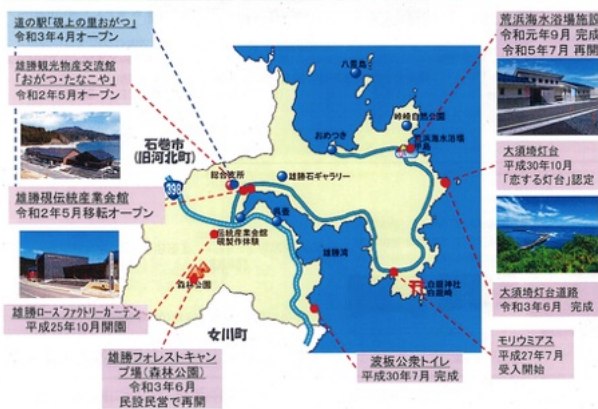 道の駅「硯上の里おがつ」
令和3年4月オープン
雄勝観光物産交流館
「おがつ・たなこや」
令和2年5月オープン
雄勝硯伝統産業会館
令和2年5月移転オープン
雄勝ローズファクトリーガーデン
平成25年10月開園
雄勝フォレストキャン
プ場(森林公園)
令和3年6月
民設民営で再開
波板公衆トイレ
平成30年7月 完成
荒浜海水浴場施設
令和元年9月 完成
令和5年7月 再開
大須埼灯台
平成30年10月
「恋する灯台」認定
大須埼灯台道路
令和3年6月 完成
モリウミアス
平成27年7月
受入開始
石巻市
(旧河北町)
398
総合支所
雄勝石ギャラリー
伝統産業会館
硯製作体験
森林公園
女川町
雄勝湾
八景島
おめつき
峠崎自然公園
荒浜海水浴場
白銀神社
白銀崎